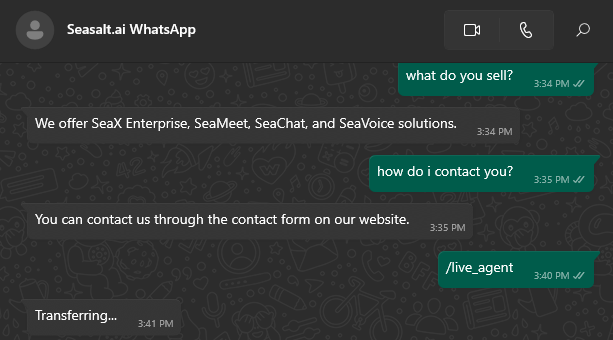 Seasalt.ai WhatsApp
what do you sell?
3:34 PM
We offer SeaX Enterprise, SeaMeet, SeaChat, and SeaVoice solutions.
3:34 PM
how do i contact you?
3:35 PM
You can contact us through the contact form on our website.
3:35 PM
/live_agent
3:40 PM
Transferring...
3:41 PM